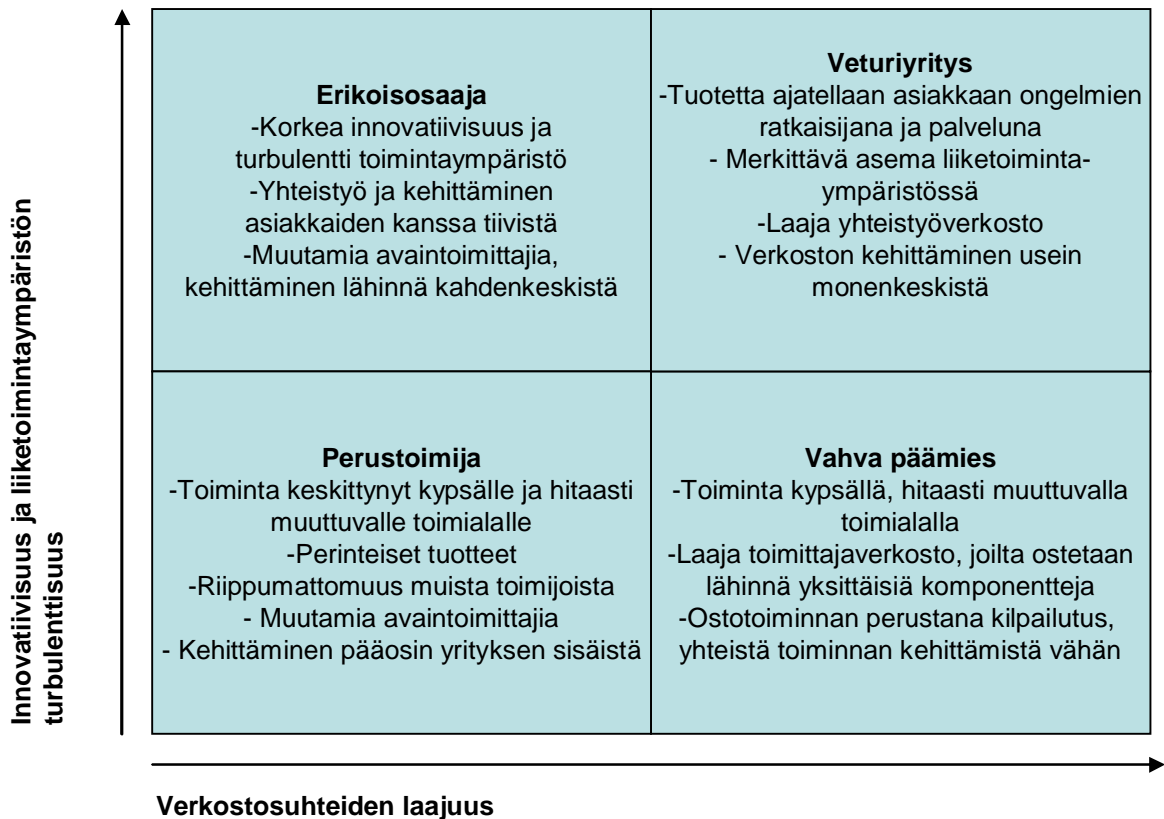 Innovatiivisuus ja liiketoimintaympäristön
turbulenttisuus
Erikoisosaaja
-Korkea innovatiivisuus ja
turbulentti toimintaympäristö
-Yhteistyö ja kehittäminen
asiakkaiden kanssa tiivistä
-Muutamia avaintoimittajia,
kehittäminen lähinnä kahdenkeskistä
Veturiyritys
-Tuotetta ajatellaan asiakkaan ongelmien
ratkaisijana ja palveluna
- Merkittävä asema liiketoiminta-
ympäristössä
-Laaja yhteistyöverkosto
- Verkoston kehittäminen usein
monenkeskistä
Perustoimija
-Toiminta keskittynyt kypsälle ja hitaasti
muuttuvalle toimialalle
-Perinteiset tuotteet
-Riippumattomuus muista toimijoista
- Muutamia avaintoimittajia
- Kehittäminen pääosin yrityksen sisäistä
Vahva päämies
-Toiminta kypsällä, hitaasti muuttuvalla
toimialalla
-Laaja toimittajaverkosto, joilta ostetaan
lähinnä yksittäisiä komponentteja
-Ostotoiminnan perustana kilpailutus,
yhteistä toiminnan kehittämistä vähän
Verkostosuhteiden laajuus